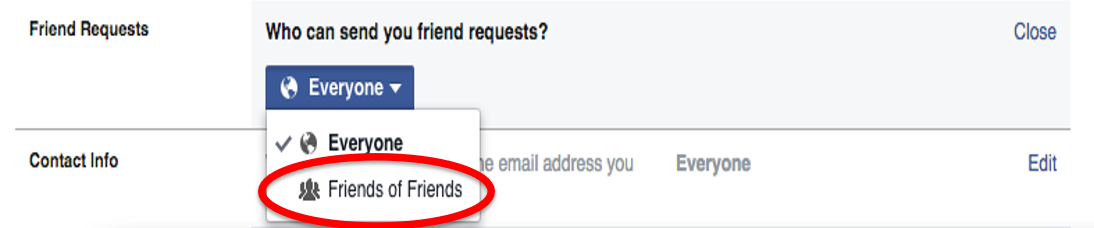 Friend Requests
Who can send you friend requests?
Close
Everyone
Everyone
Contact Info
email address you
Everyone
Edit
Friends of Friends